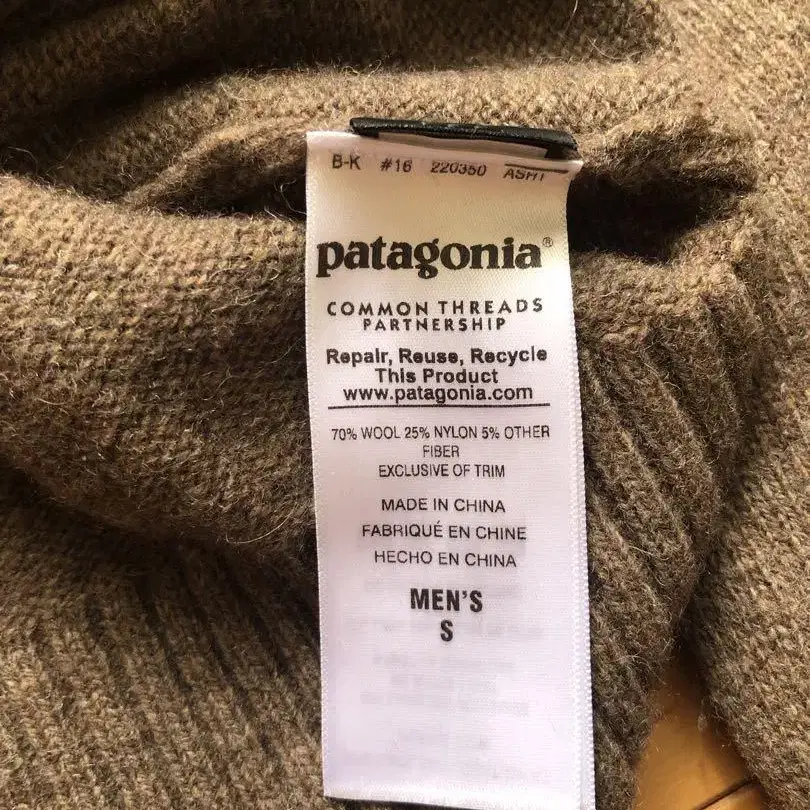 B-K #16 220350 ASHT
patagonia®
COMMON THREADS
PARTNERSHIP
Repair, Reuse, Recycle
This Product
www.patagonia.com
70% WOOL 25% NYLON 5% OTHER
FIBER
EXCLUSIVE OF TRIM
MADE IN CHINA
FABRIQUÉ EN CHINE
HECHO EN CHINA
MEN'S
S